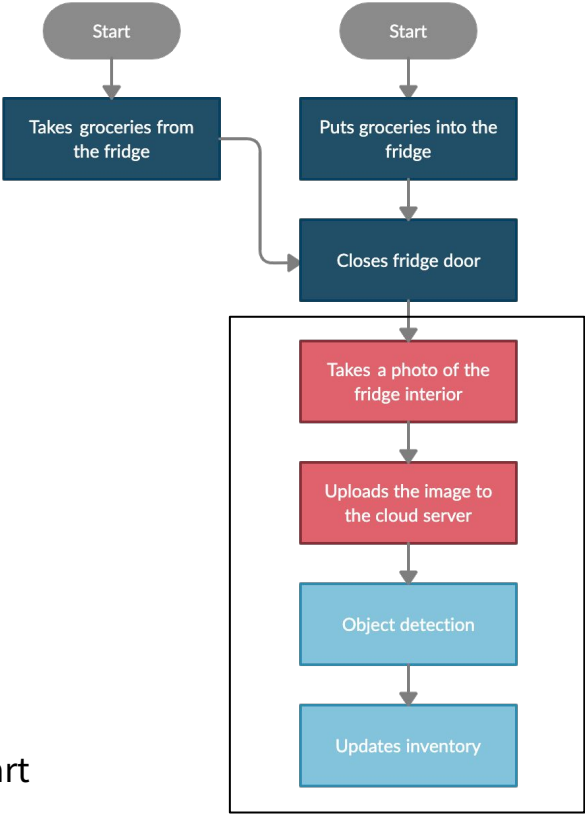 Start
Start
Takes groceries from
the fridge
Puts groceries into the
fridge
Closes fridge door
Takes a photo of the
fridge interior
Uploads the image to
the cloud server
Object detection
Updates inventory